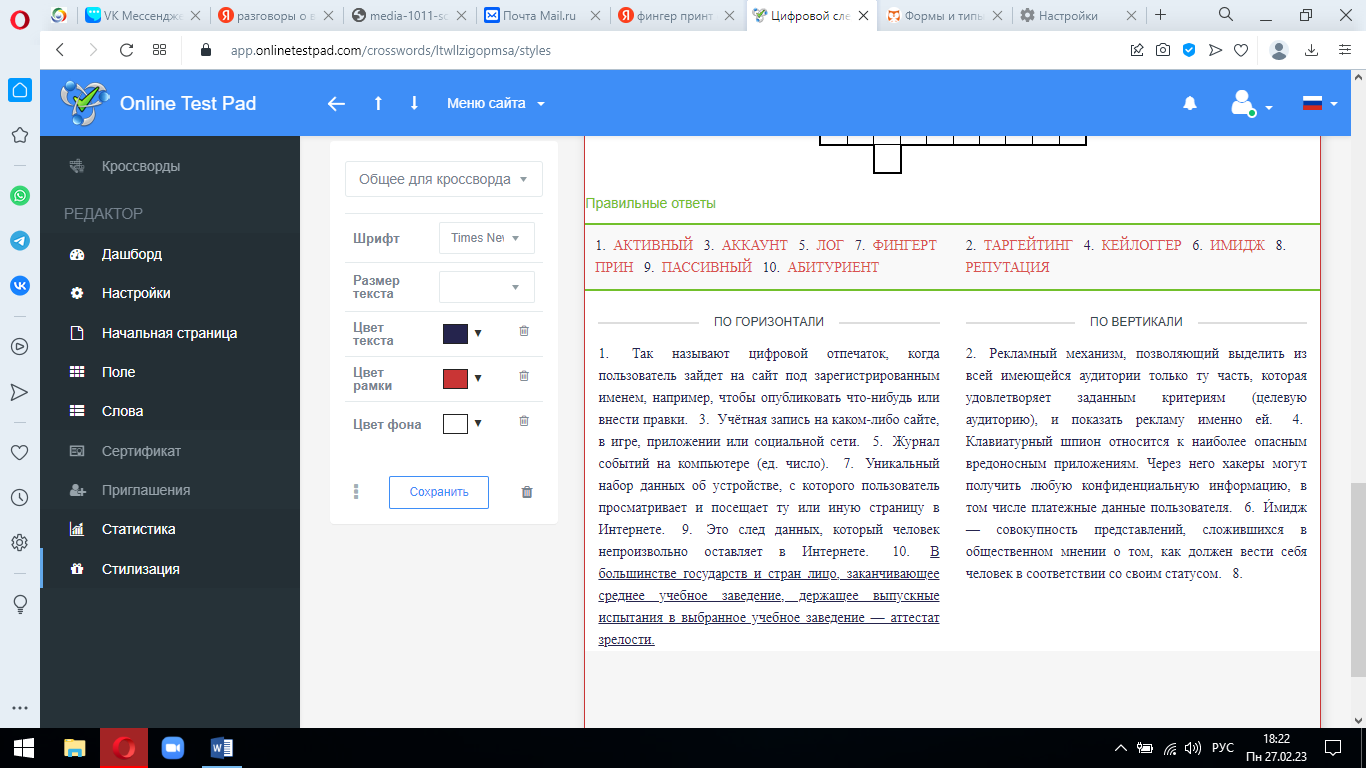 VK Мессендже
разговоры о в
media-1011-sc
Почта Mail.ru
фингер принт
Цифровой сле
Формы и типы
Настройки
app.onlinetestpad.com/crosswords/ltwllzigopmsa/styles
Online Test Pad
Меню сайта
Кроссворды
РЕДАКТОР
Дашборд
Настройки
Начальная страница
Поле
Слова
Сертификат
Приглашения
Статистика
Стилизация
Общее для кроссворда
Шрифт
Times Nev
Размер
текста
Цвет
текста
Цвет
рамки
Цвет фона
Сохранить
Правильные ответы
1. АКТИВНЫЙ 3. АККАУНТ 5. ЛОГ 7. ФИНГЕРТ
ПРИН 9. ПАССИВНЫЙ 10. АБИТУРИЕНТ
2. ТАРГЕЙТИНГ 4. КЕЙЛОГГЕР 6. ИМИДЖ 8.
РЕПУТАЦИЯ
ПО ГОРИЗОНТАЛИ
1. Так называют цифровой отпечаток, когда
пользователь зайдет на сайт под зарегистрированным
именем, например, чтобы опубликовать что-нибудь или
внести правки. 3. Учётная запись на каком-либо сайте,
в игре, приложении или социальной сети. 5. Журнал
событий на компьютере (ед. число). 7. Уникальный
набор данных об устройстве, с которого пользователь
просматривает и посещает ту или иную страницу в
Интернете. 9. Это след данных, который человек
непроизвольно оставляет в Интернете. 10. В
большинстве государств и стран лицо, заканчивающее
среднее учебное заведение, держащее выпускные
испытания в выбранное учебное заведение — аттестат
зрелости.
ПО ВЕРТИКАЛИ
2. Рекламный механизм, позволяющий выделить из
всей имеющейся аудитории только ту часть, которая
удовлетворяет заданным критериям (целевую
аудиторию), и показать рекламу именно ей. 4.
Клавиатурный шпион относится к наиболее опасным
вредоносным приложениям. Через него хакеры могут
получить любую конфиденциальную информацию, в
том числе платежные данные пользователя. 6. И́мидж
— совокупность представлений, сложившихся в
общественном мнении о том, как должен вести себя
человек в соответствии со своим статусом. 8.
РУС
18:22
Пн 27.02.23